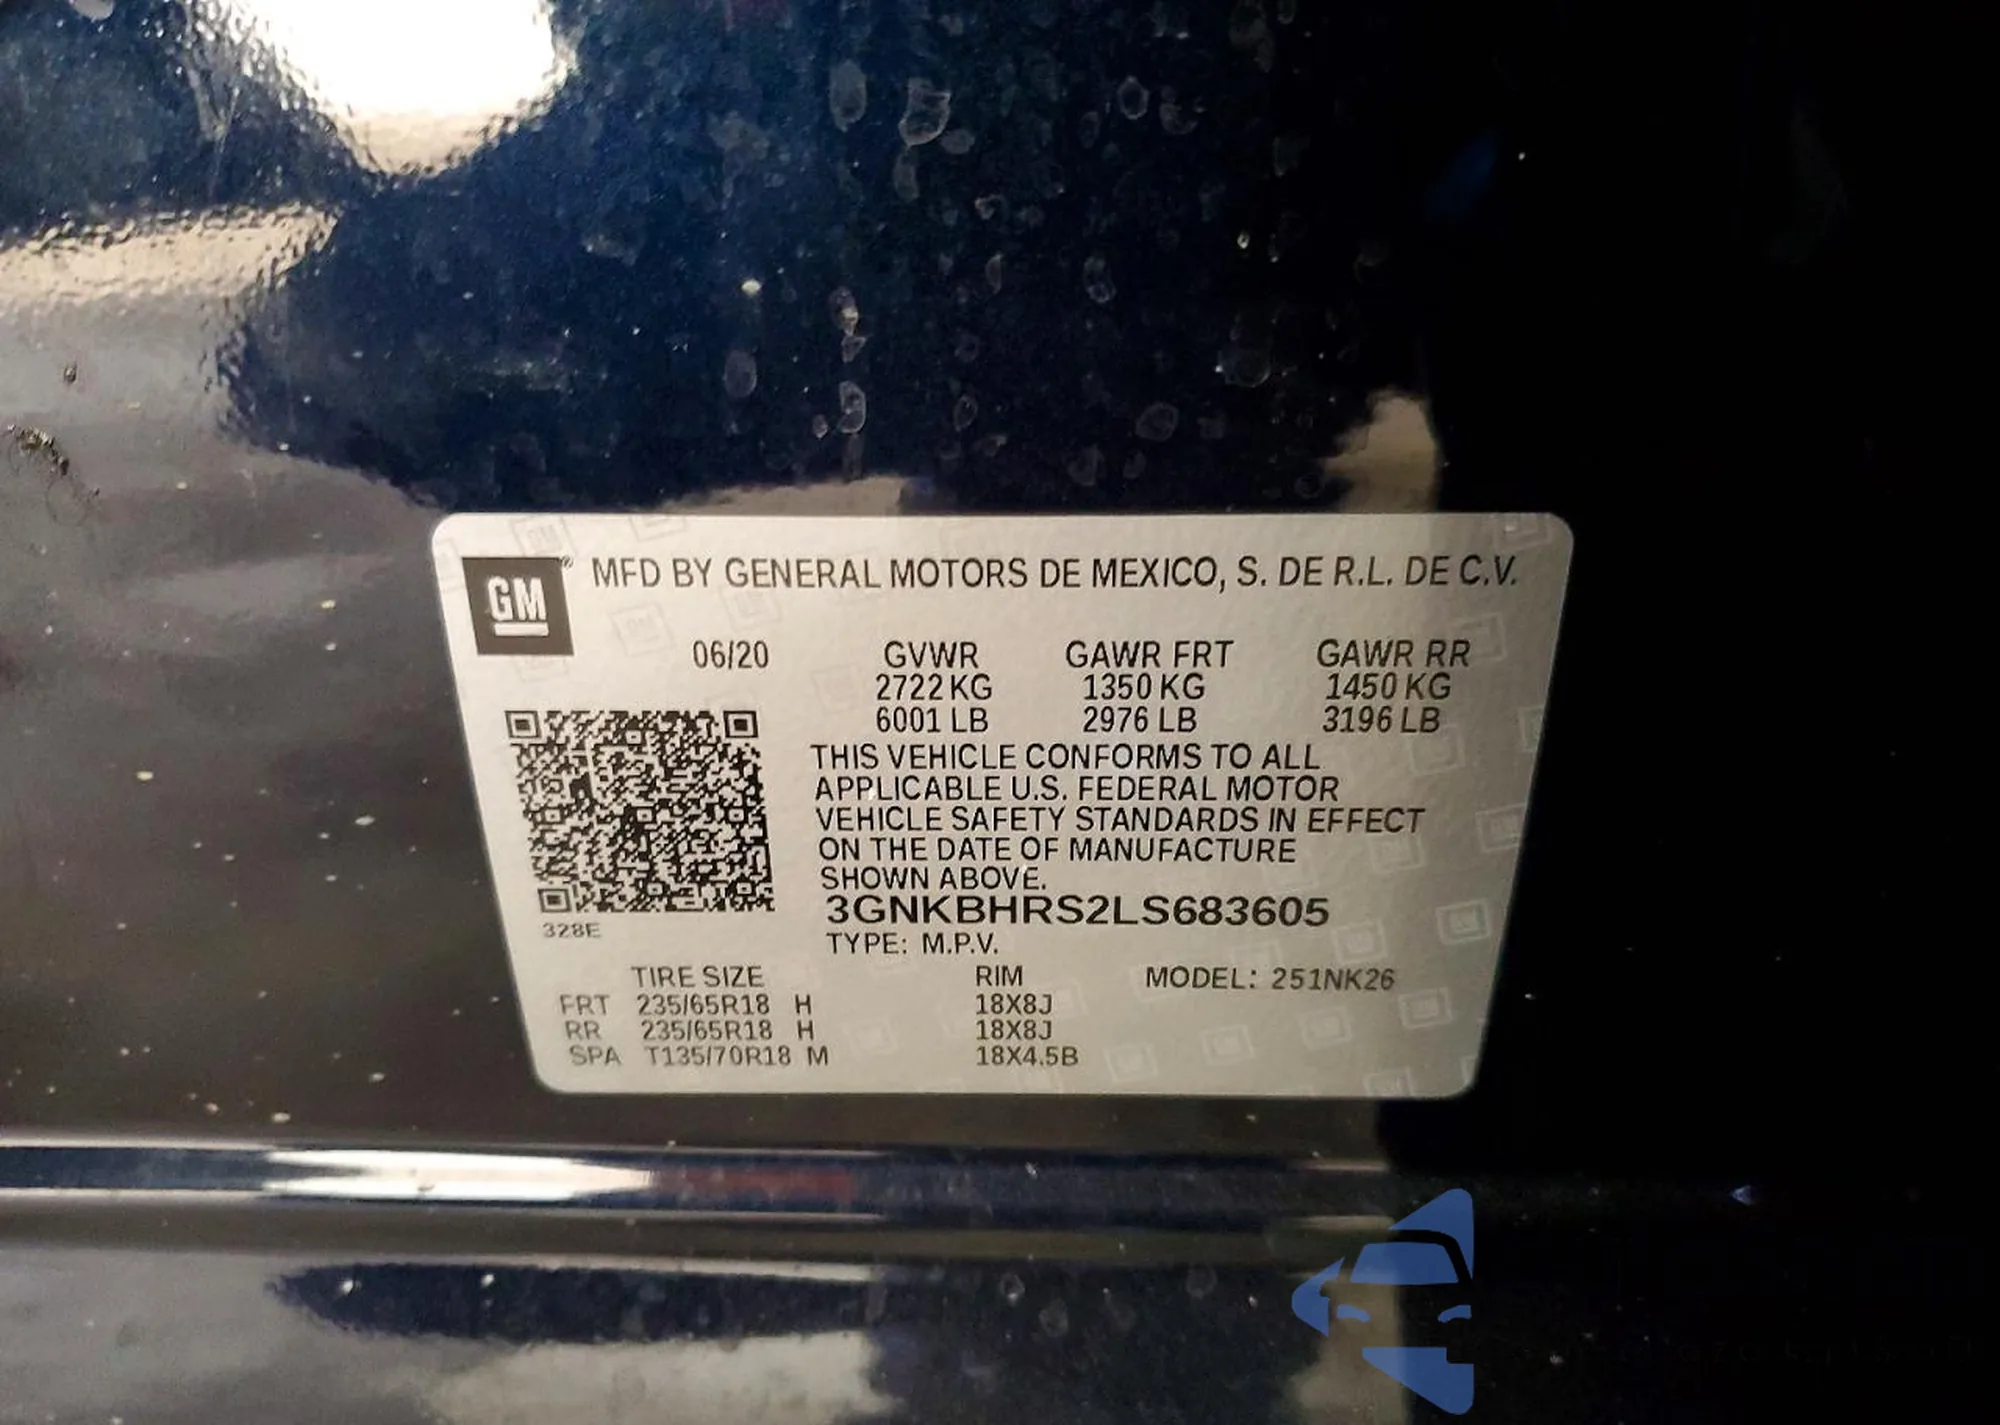 GM® MFD BY GENERAL MOTORS DE MEXICO, S. DE R.L. DE C.V.
06/20 GVWR GAWR FRT GAWR RR
2722 KG 1350 KG 1450 KG
6001 LB 2976 LB 3196 LB
THIS VEHICLE CONFORMS TO ALL
APPLICABLE U.S. FEDERAL MOTOR
VEHICLE SAFETY STANDARDS IN EFFECT
ON THE DATE OF MANUFACTURE
SHOWN ABOVE.
3GNKBHRS2LS683605
328E
TYPE: M.P.V.
TIRE SIZE RIM MODEL: 251NK26
FRT 235/65R18 H 18X8J
RR 235/65R18 H 18X8J
SPA T135/70R18 M 18X4.5B